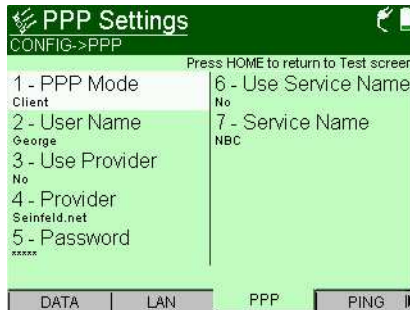 PPP Settings
CONFIG->PPP
Press HOME to return to Test screen
1 - PPP Mode
Client
2 - User Name
George
3 - Use Provider
No
4 - Provider
Seinfeld.net
5 - Password
*****
6 - Use Service Name
No
7 - Service Name
NBC
DATA
LAN
PPP
PING